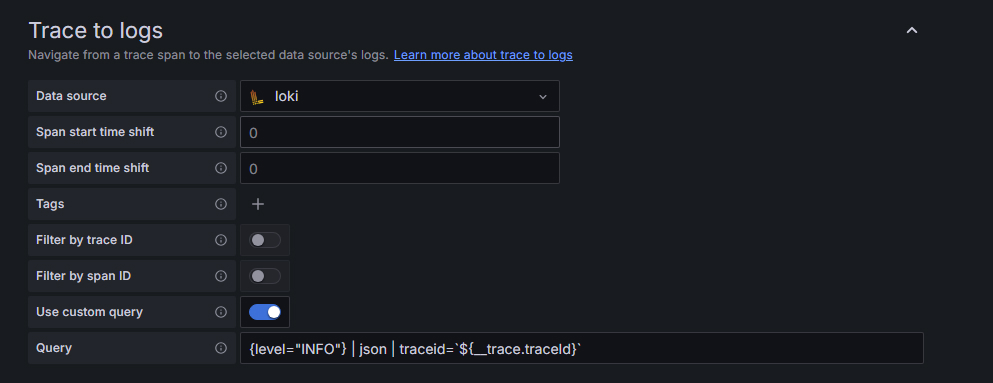 Trace to logs
Navigate from a trace span to the selected data source's logs. Learn more about trace to logs
Data source
loki
Span start time shift
0
Span end time shift
0
Tags
Filter by trace ID
Filter by span ID
Use custom query
Query
{level="INFO"} | json | traceid=`${__trace.traceId}`